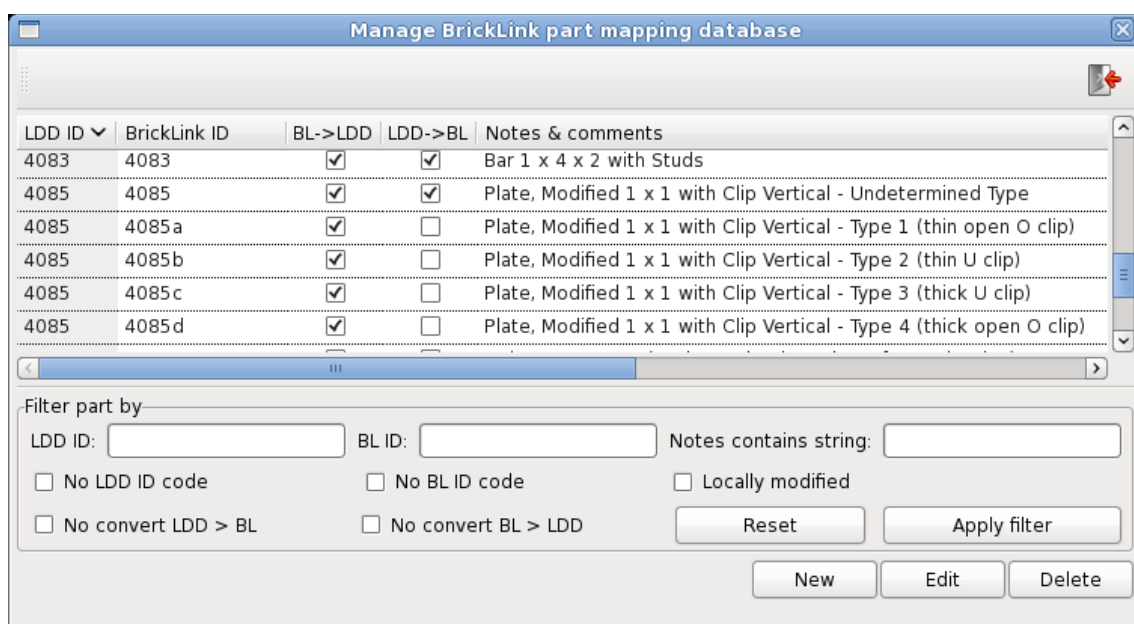 Manage BrickLink part mapping database
LDD ID BrickLink ID BL->LDD LDD->BL Notes & comments
4083 4083 Bar 1 x 4 x 2 with Studs
4085 4085 Plate, Modified 1 x 1 with Clip Vertical - Undetermined Type
4085 4085a Plate, Modified 1 x 1 with Clip Vertical - Type 1 (thin open O clip)
4085 4085b Plate, Modified 1 x 1 with Clip Vertical - Type 2 (thin U clip)
4085 4085c Plate, Modified 1 x 1 with Clip Vertical - Type 3 (thick U clip)
4085 4085d Plate, Modified 1 x 1 with Clip Vertical - Type 4 (thick open O clip)
Filter part by
LDD ID: BL ID: Notes contains string:
No LDD ID code No BL ID code Locally modified
No convert LDD > BL No convert BL > LDD Reset Apply filter
New Edit Delete